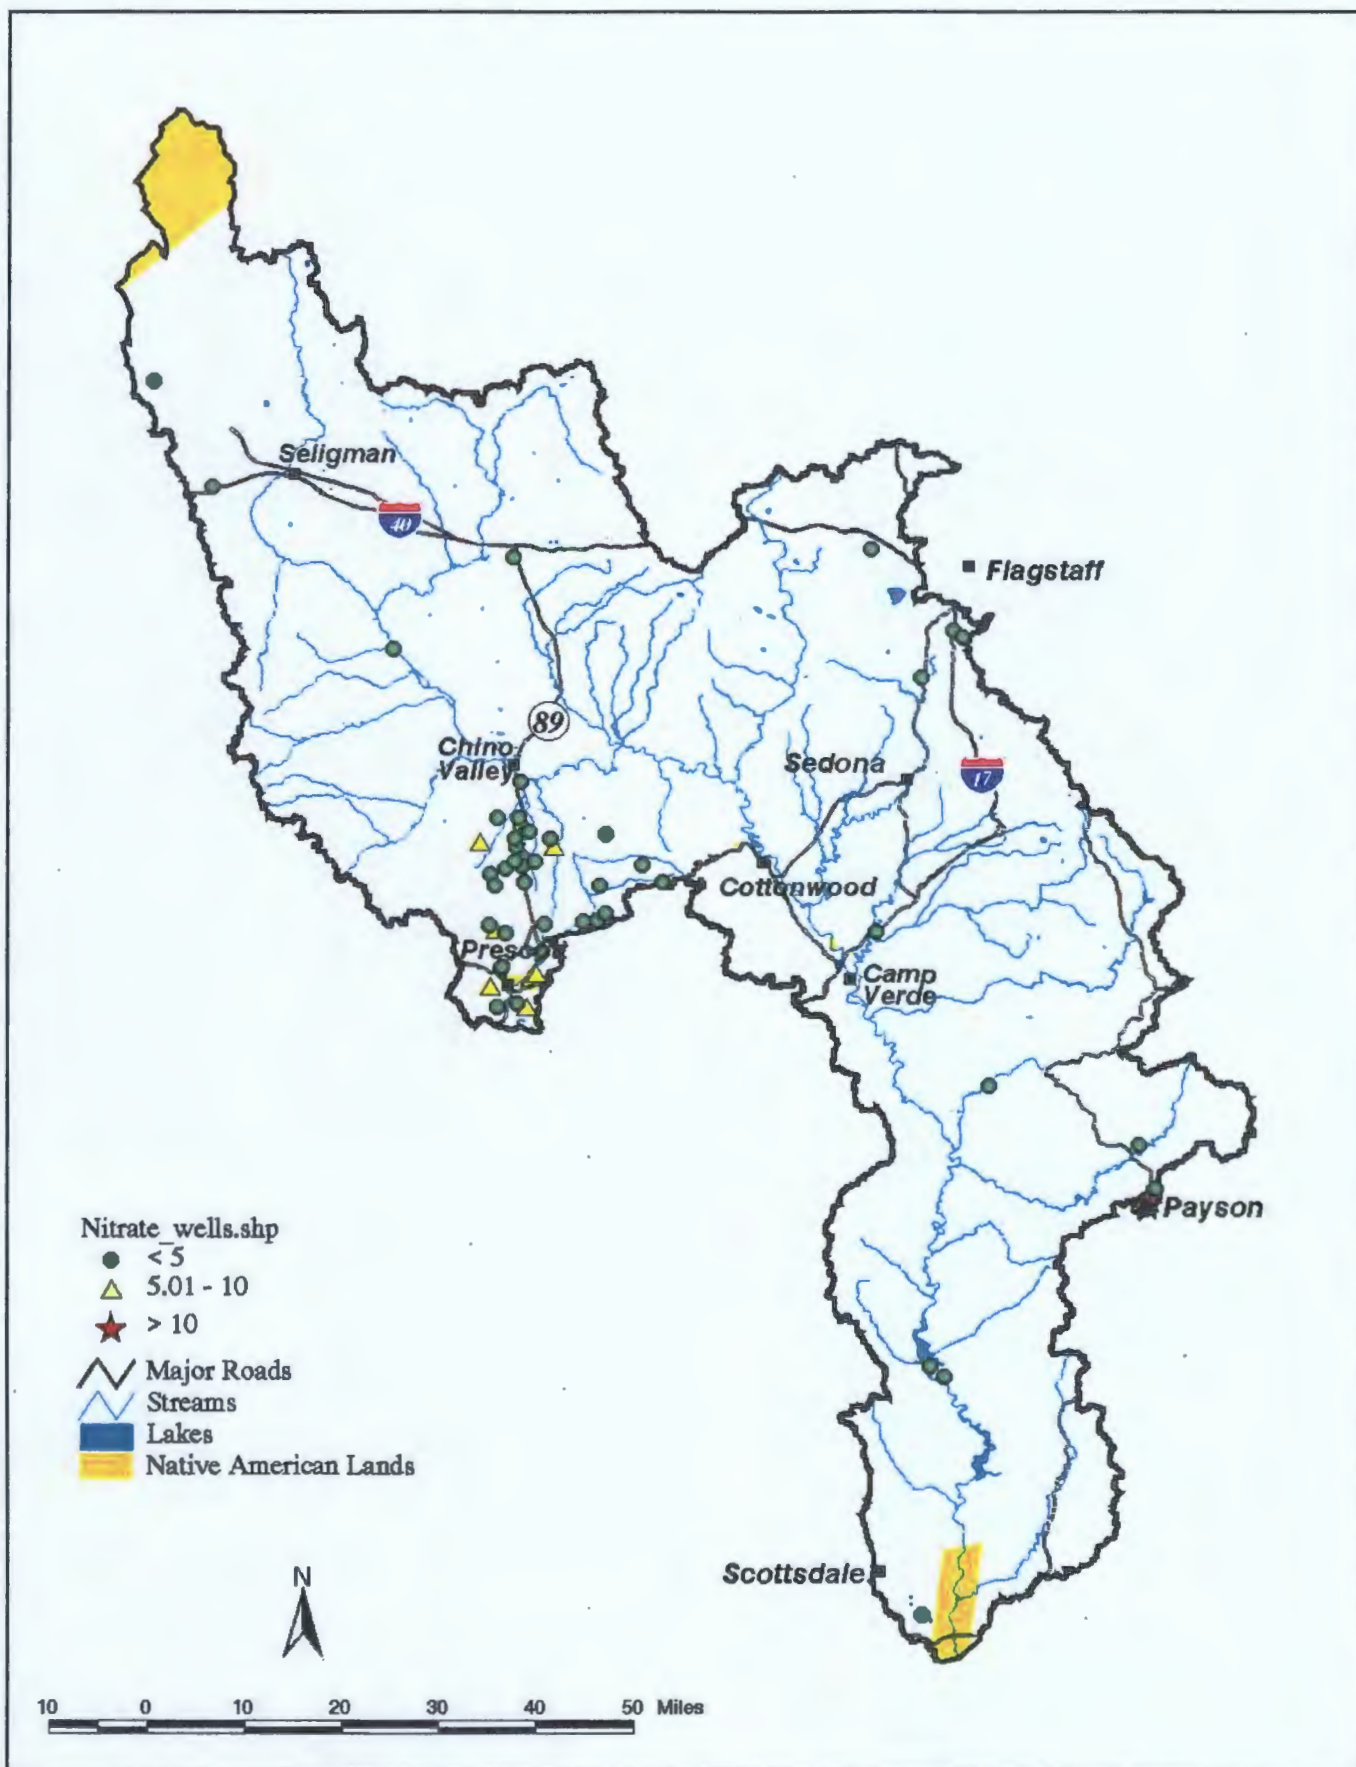 Seligman
40
Flagstaff
89
Chino
Valley
Sedona
17
Cottonwood
Presc
Camp
Verde
Payson
Nitrate_wells.shp
< 5
5.01 - 10
> 10
Major Roads
Streams
Lakes
Native American Lands
Scottsdale
N
10 0 10 20 30 40 50 Miles